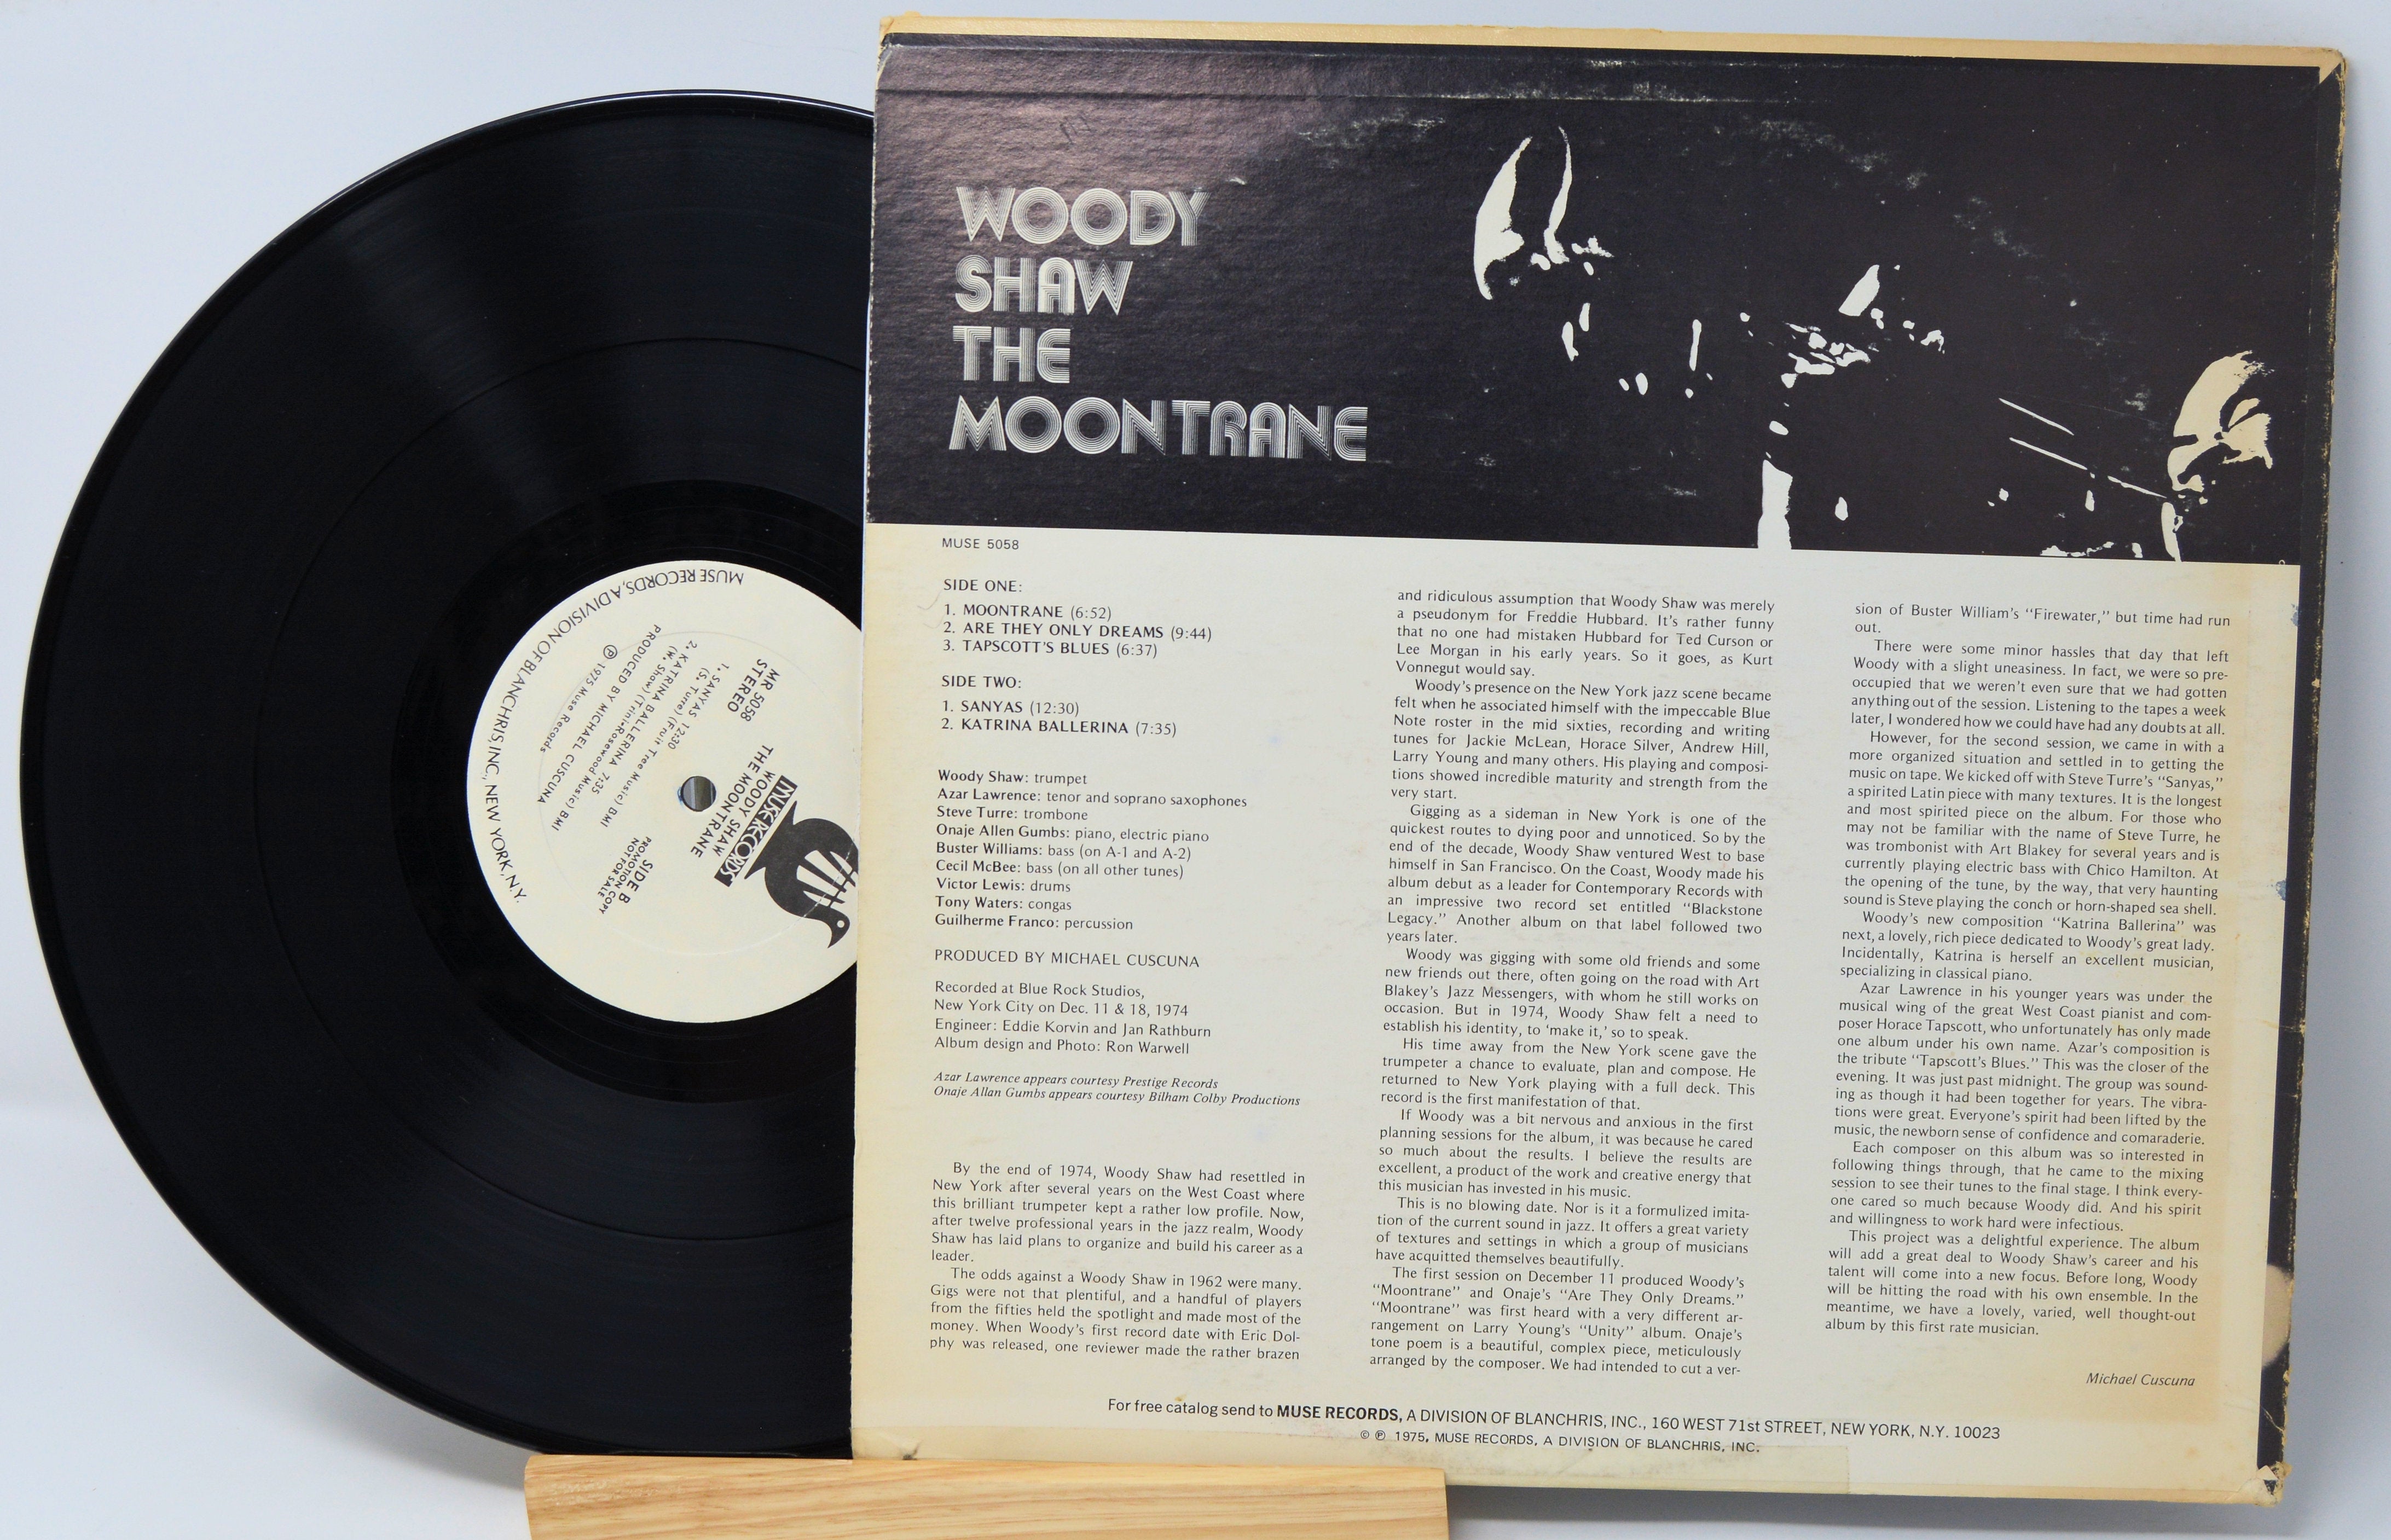 WOODY
SHAW
THE
MOONTRANE
MUSE 5058
SIDE ONE:
1. MOONTRANE (6:52)
2. ARE THEY ONLY DREAMS (9:44)
3. TAPSCOTT'S BLUES (6:37)
SIDE TWO:
1. SANYAS (12:30)
2. KATRINA BALLERINA (7:35)
Woody Shaw: trumpet
Azar Lawrence: tenor and soprano saxophones
Steve Turre: trombone
Onaje Allen Gumbs: piano, electric piano
Buster Williams: bass (on A-1 and A-2)
Cecil McBee: bass (on all other tunes)
Victor Lewis: drums
Tony Waters: congas
Guilherme Franco: percussion
PRODUCED BY MICHAEL CUSCUNA
Recorded at Blue Rock Studios,
New York City on Dec. 11 & 18, 1974
Engineer: Eddie Korvin and Jan Rathburn
Album design and Photo: Ron Warwell
Azar Lawrence appears courtesy Prestige Records
Onaje Allan Gumbs appears courtesy Bilham Colby Productions
By the end of 1974, Woody Shaw had resettled in
New York after several years on the West Coast where
this brilliant trumpeter kept a rather low profile. Now,
after twelve professional years in the jazz realm, Woody
Shaw has laid plans to organize and build his career as a
leader.
The odds against a Woody Shaw in 1962 were many.
Gigs were not that plentiful, and a handful of players
from the fifties held the spotlight and made most of the
money. When Woody's first record date with Eric Dol-
phy was released, one reviewer made the rather brazen
and ridiculous assumption that Woody Shaw was merely
a pseudonym for Freddie Hubbard. It's rather funny
that no one had mistaken Hubbard for Ted Curson or
Lee Morgan in his early years. So it goes, as Kurt
Vonnegut would say.
Woody's presence on the New York jazz scene became
felt when he associated himself with the impeccable Blue
Note roster in the mid sixties, recording and writing
tunes for Jackie McLean, Horace Silver, Andrew Hill,
Larry Young and many others. His playing and composi-
tions showed incredible maturity and strength from the
very start.
Gigging as a sideman in New York is one of the
quickest routes to dying poor and unnoticed. So by the
end of the decade, Woody Shaw ventured West to base
himself in San Francisco. On the Coast, Woody made his
album debut as a leader for Contemporary Records with
an impressive two record set entitled "Blackstone
Legacy." Another album on that label followed two
years later.
Woody was gigging with some old friends and some
new friends out there, often going on the road with Art
Blakey's Jazz Messengers, with whom he still works on
occasion. But in 1974, Woody Shaw felt a need to
establish his identity, to 'make it,' so to speak.
His time away from the New York scene gave the
trumpeter a chance to evaluate, plan and compose. He
returned to New York playing with a full deck. This
record is the first manifestation of that.
If Woody was a bit nervous and anxious in the first
planning sessions for the album, it was because he cared
so much about the results. I believe the results are
excellent, a product of the work and creative energy that
this musician has invested in his music.
This is no blowing date. Nor is it a formulized imita-
tion of the current sound in jazz. It offers a great variety
of textures and settings in which a group of musicians
have acquitted themselves beautifully.
The first session on December 11 produced Woody's
"Moontrane" and Onaje's "Are They Only Dreams."
"Moontrane" was first heard with a very different ar-
rangement on Larry Young's "Unity" album. Onaje's
tone poem is a beautiful, complex piece, meticulously
arranged by the composer. We had intended to cut a ver-
sion of Buster William's "Firewater," but time had run
out.
There were some minor hassles that day that left
Woody with a slight uneasiness. In fact, we were so pre-
occupied that we weren't even sure that we had gotten
anything out of the session. Listening to the tapes a week
later, I wondered how we could have had any doubts at all.
However, for the second session, we came in with a
more organized situation and settled in to getting the
music on tape. We kicked off with Steve Turre's "Sanyas,"
a spirited Latin piece with many textures. It is the longest
and most spirited piece on the album. For those who
may not be familiar with the name of Steve Turre, he
was trombonist with Art Blakey for several years and is
currently playing electric bass with Chico Hamilton. At
the opening of the tune, by the way, that very haunting
sound is Steve playing the conch or horn-shaped sea shell.
Woody's new composition "Katrina Ballerina" was
next, a lovely, rich piece dedicated to Woody's great lady.
Incidentally, Katrina is herself an excellent musician,
specializing in classical piano.
Azar Lawrence in his younger years was under the
musical wing of the great West Coast pianist and com-
poser Horace Tapscott, who unfortunately has only made
one album under his own name. Azar's composition is
the tribute "Tapscott's Blues." This was the closer of the
evening. It was just past midnight. The group was sound-
ing as though it had been together for years. The vibra-
tions were great. Everyone's spirit had been lifted by the
music, the newborn sense of confidence and comaraderie.
Each composer on this album was so interested in
following things through, that he came to the mixing
session to see their tunes to the final stage. I think every-
one cared so much because Woody did. And his spirit
and willingness to work hard were infectious.
This project was a delightful experience. The album
will add a great deal to Woody Shaw's career and his
talent will come into a new focus. Before long, Woody
will be hitting the road with his own ensemble. In the
meantime, we have a lovely, varied, well thought-out
album by this first rate musician.
Michael Cuscuna
For free catalog send to MUSE RECORDS, A DIVISION OF BLANCHRIS, INC., 160 WEST 71st STREET, NEW YORK, N.Y. 10023
© ℗ 1975, MUSE RECORDS, A DIVISION OF BLANCHRIS, INC.
MUSE RECORDS
WOODY SHAW
THE MOONTRANE
MR 5058
STEREO
SIDE B
PROMOTION COPY
NOT FOR SALE
1. SANYAS 12:30
(S. Turre) (Fruit Tree Music) BMI
2. KATRINA BALLERINA 7:35
(W. Shaw) (Trini-Rosewood Music) BMI
PRODUCED BY MICHAEL CUSCUNA
℗ 1975 Muse Records
MUSE RECORDS, A DIVISION OF BLANCHRIS, INC., NEW YORK, N.Y.